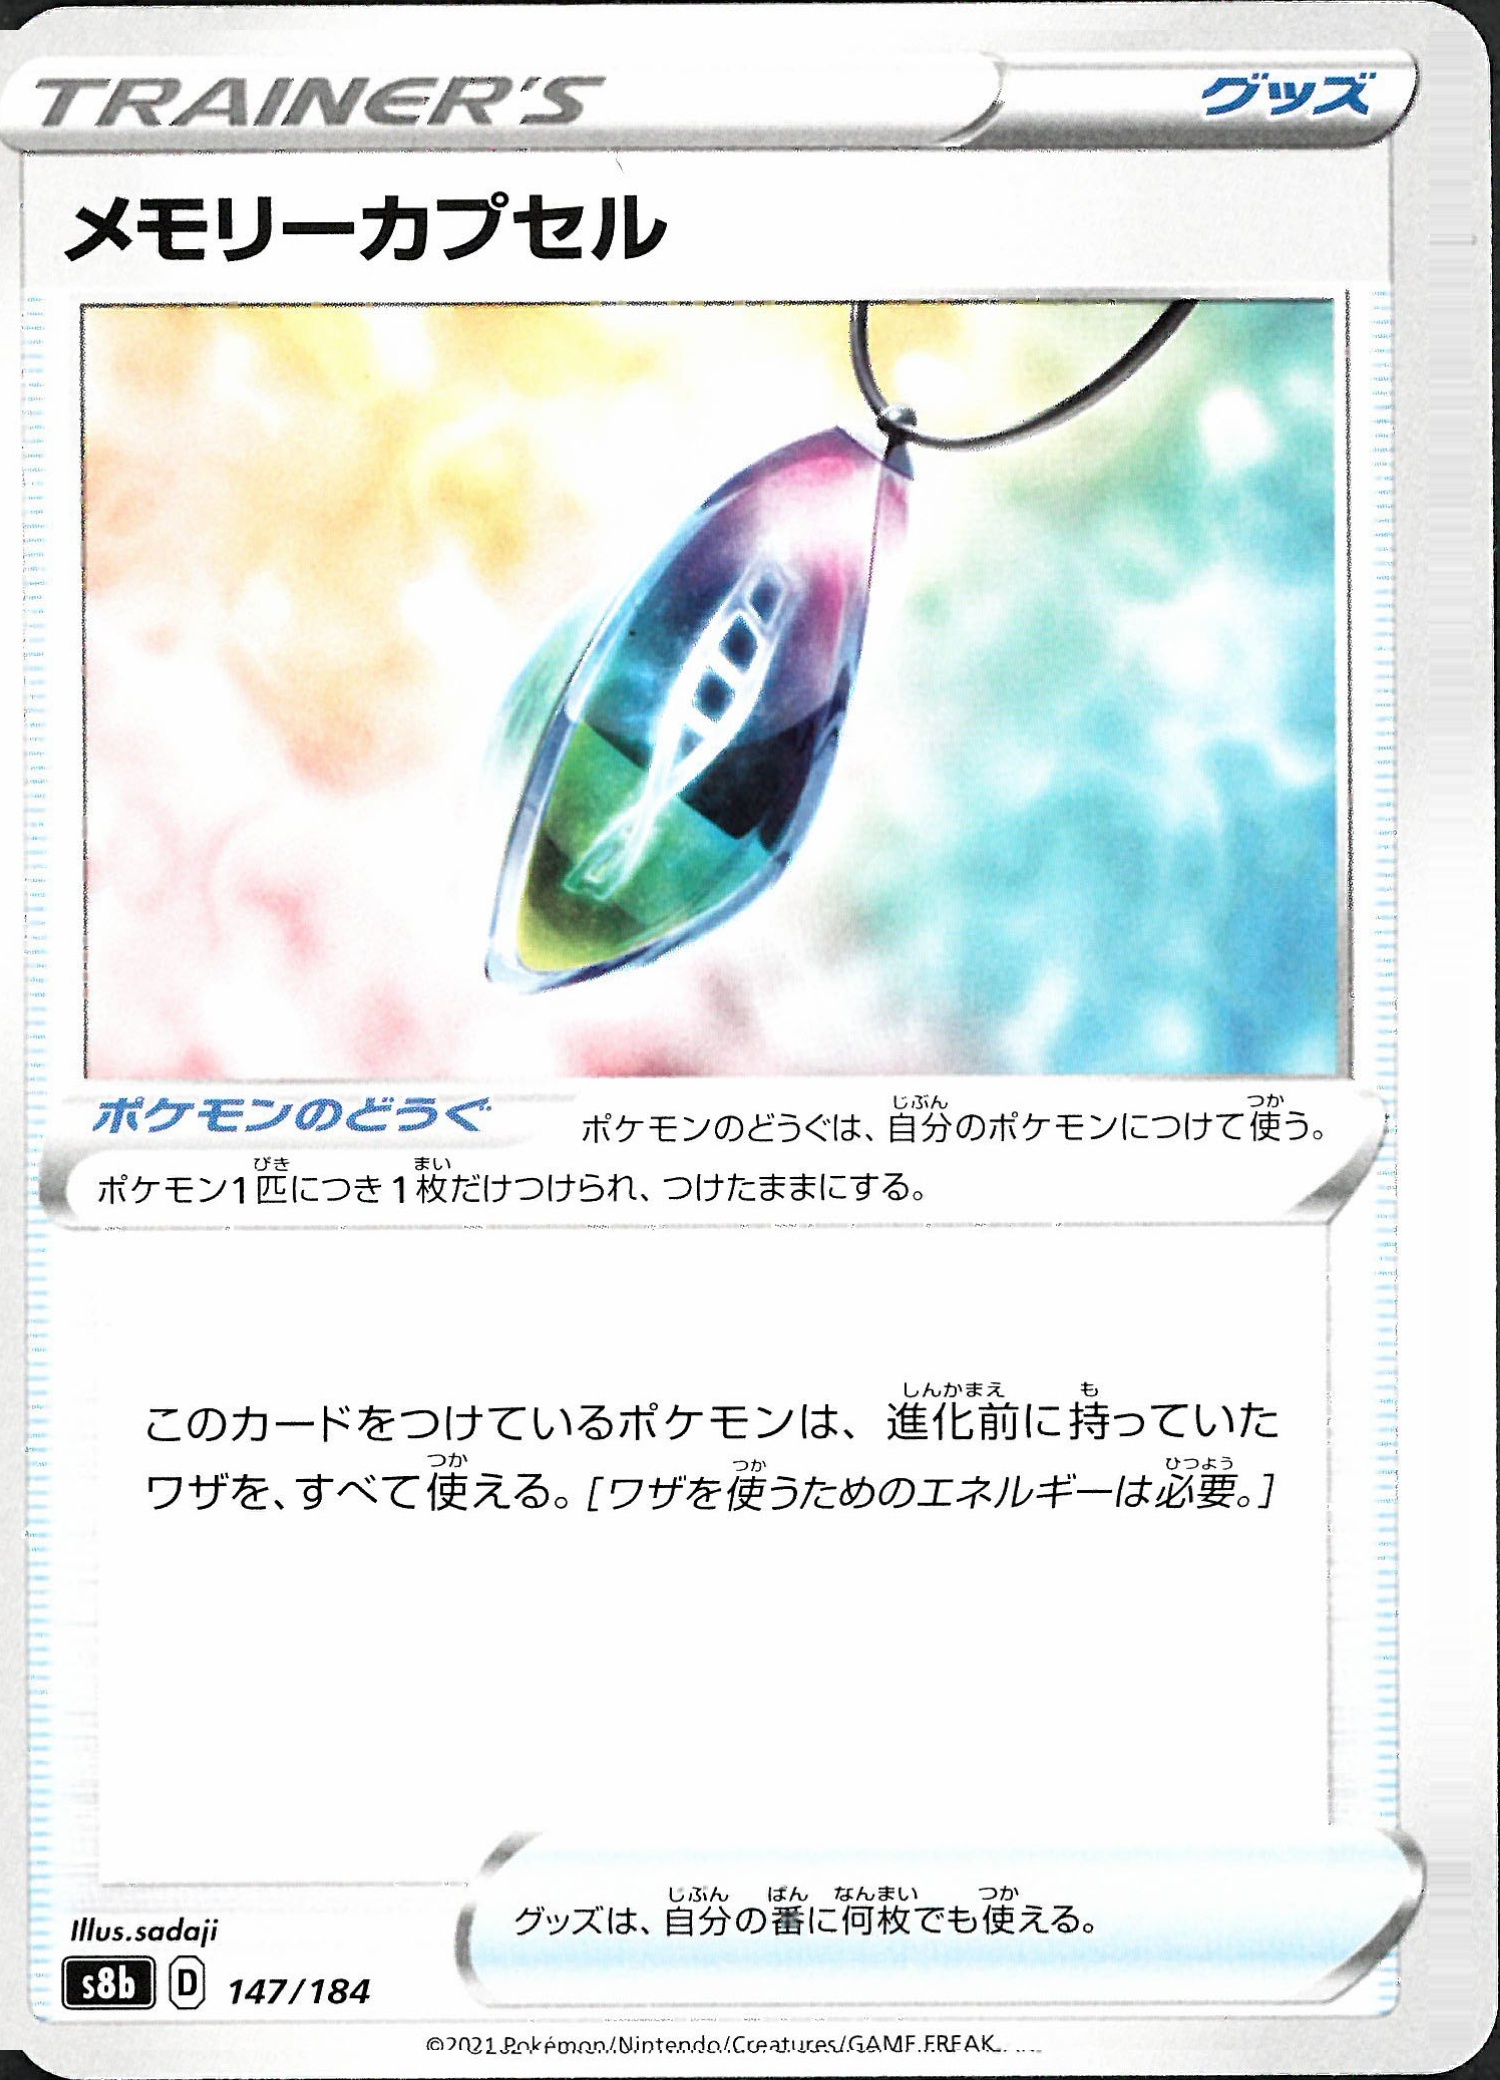 TRAINER'S
グッズ
メモリーカプセル
ポケモンのどうぐ
ポケモンのどうぐは、自分のポケモンにつけて使う。
ポケモン1匹につき1枚だけつけられ、つけたままにする。
このカードをつけているポケモンは、進化前に持っていた
ワザを、すべて使える。[ワザを使うためのエネルギーは必要。]
グッズは、自分の番に何枚でも使える。
Illus.sadaji
s8b D 147/184
©2021 Pokémon/Nintendo/Creatures/GAME FREAK